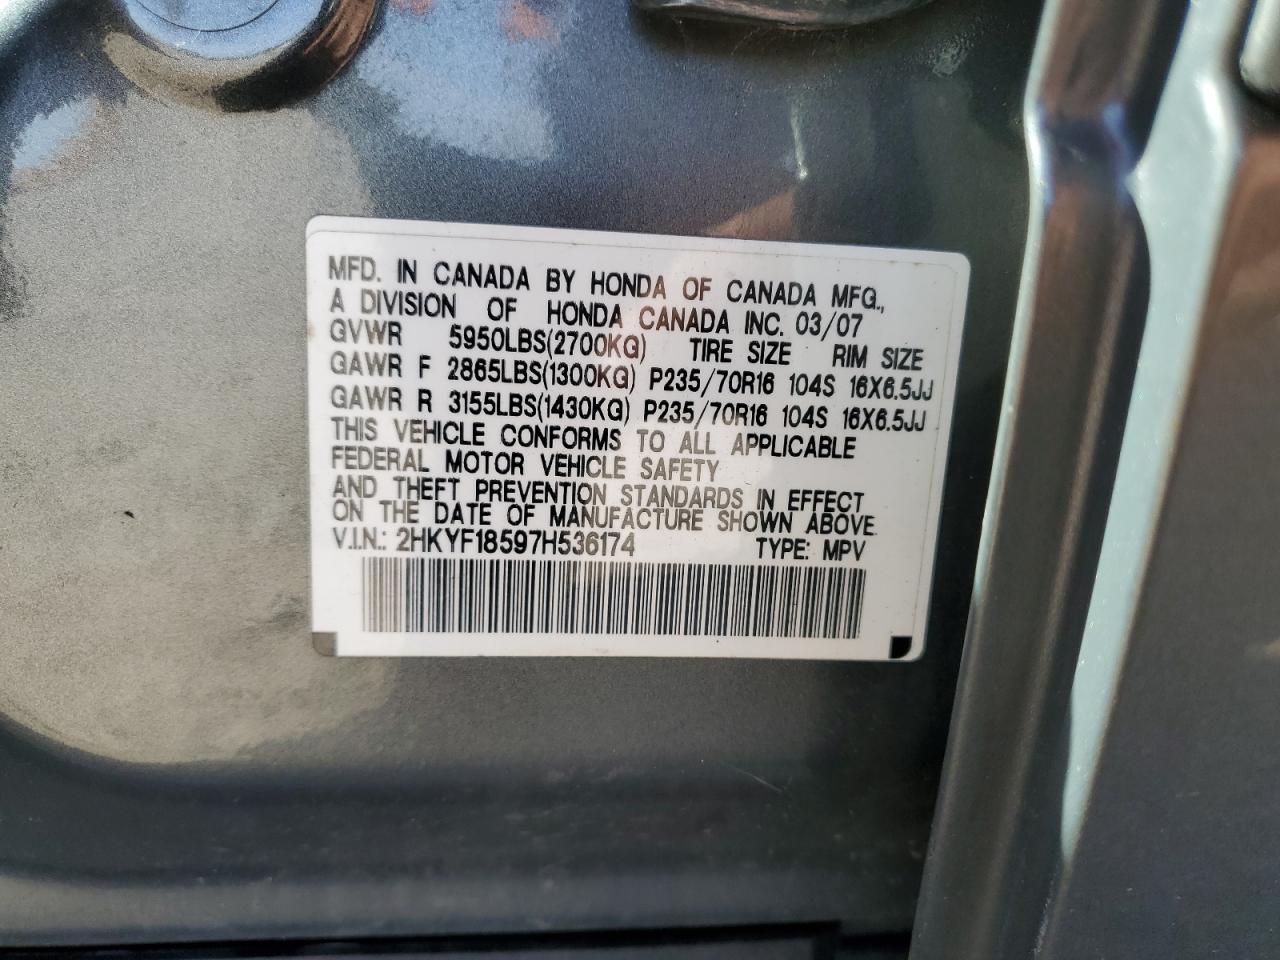 MFD. IN CANADA BY HONDA OF CANADA MFG.,
A DIVISION OF HONDA CANADA INC. 03/07
GVWR 5950LBS(2700KG) TIRE SIZE RIM SIZE
GAWR F 2865LBS(1300KG) P235/70R16 104S 16X6.5JJ
GAWR R 3155LBS(1430KG) P235/70R16 104S 16X6.5JJ
THIS VEHICLE CONFORMS TO ALL APPLICABLE
FEDERAL MOTOR VEHICLE SAFETY
AND THEFT PREVENTION STANDARDS IN EFFECT
ON THE DATE OF MANUFACTURE SHOWN ABOVE.
V.I.N.: 2HKYF18597H536174 TYPE: MPV